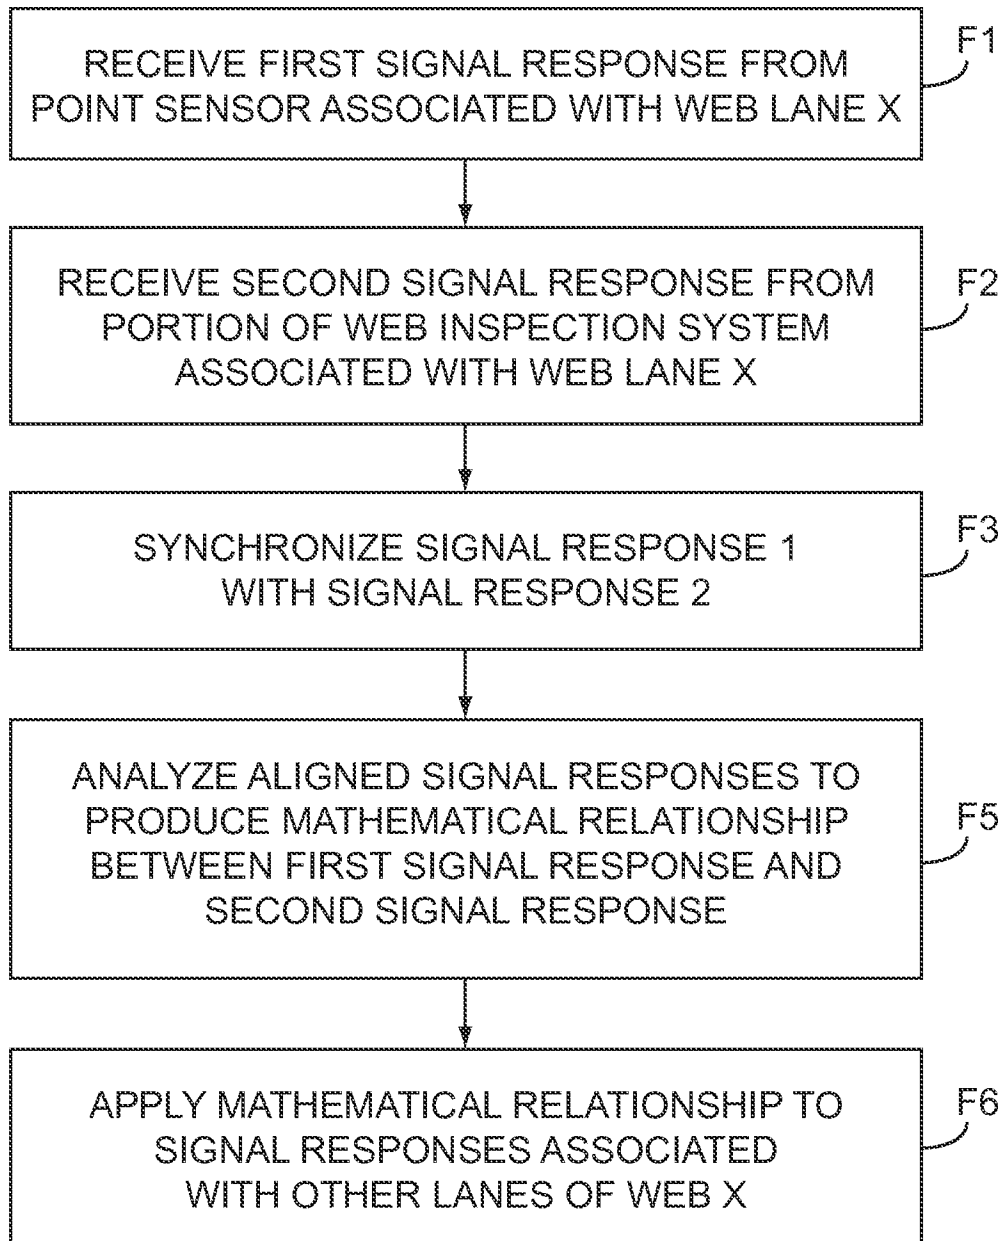 RECEIVE FIRST SIGNAL RESPONSE FROM
POINT SENSOR ASSOCIATED WITH WEB LANE X
F1
RECEIVE SECOND SIGNAL RESPONSE FROM
PORTION OF WEB INSPECTION SYSTEM
ASSOCIATED WITH WEB LANE X
F2
SYNCHRONIZE SIGNAL RESPONSE 1
WITH SIGNAL RESPONSE 2
F3
ANALYZE ALIGNED SIGNAL RESPONSES TO
PRODUCE MATHEMATICAL RELATIONSHIP
BETWEEN FIRST SIGNAL RESPONSE AND
SECOND SIGNAL RESPONSE
F5
APPLY MATHEMATICAL RELATIONSHIP TO
SIGNAL RESPONSES ASSOCIATED
WITH OTHER LANES OF WEB X
F6